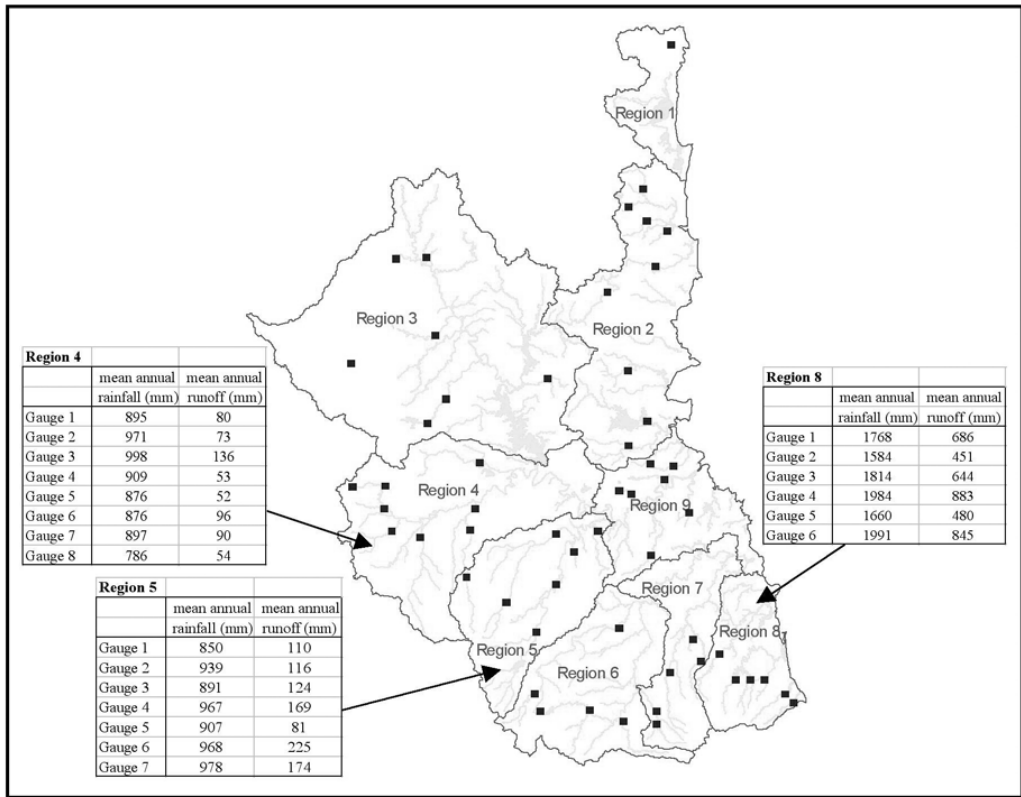 Region 1
Region 2
Region 3
Region 4
mean annual mean annual
rainfall (mm) runoff (mm)
Gauge 1 895 80
Gauge 2 971 73
Gauge 3 998 136
Gauge 4 909 53
Gauge 5 876 52
Gauge 6 876 96
Gauge 7 897 90
Gauge 8 786 54
Region 8
mean annual mean annual
rainfall (mm) runoff (mm)
Gauge 1 1768 686
Gauge 2 1584 451
Gauge 3 1814 644
Gauge 4 1984 883
Gauge 5 1660 480
Gauge 6 1991 845
Region 4
Region 9
Region 7
Region 5
mean annual mean annual
rainfall (mm) runoff (mm)
Gauge 1 850 110
Gauge 2 939 116
Gauge 3 891 124
Gauge 4 967 169
Gauge 5 907 81
Gauge 6 968 225
Gauge 7 978 174
Region 8
Region 5
Region 6